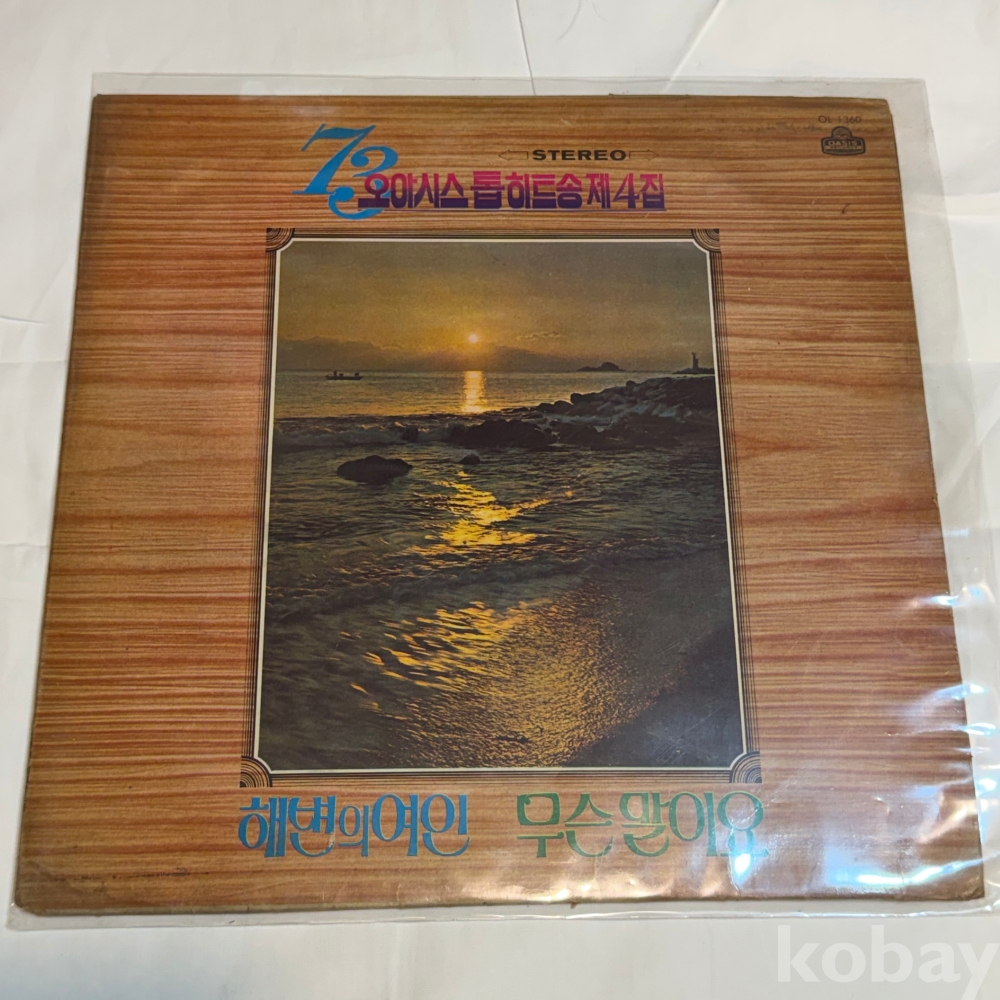 OL 1360
OASIS
STEREO
73
오아시스 톱 히트송 제4집
해변의 여인 무슨 말이요
kobay